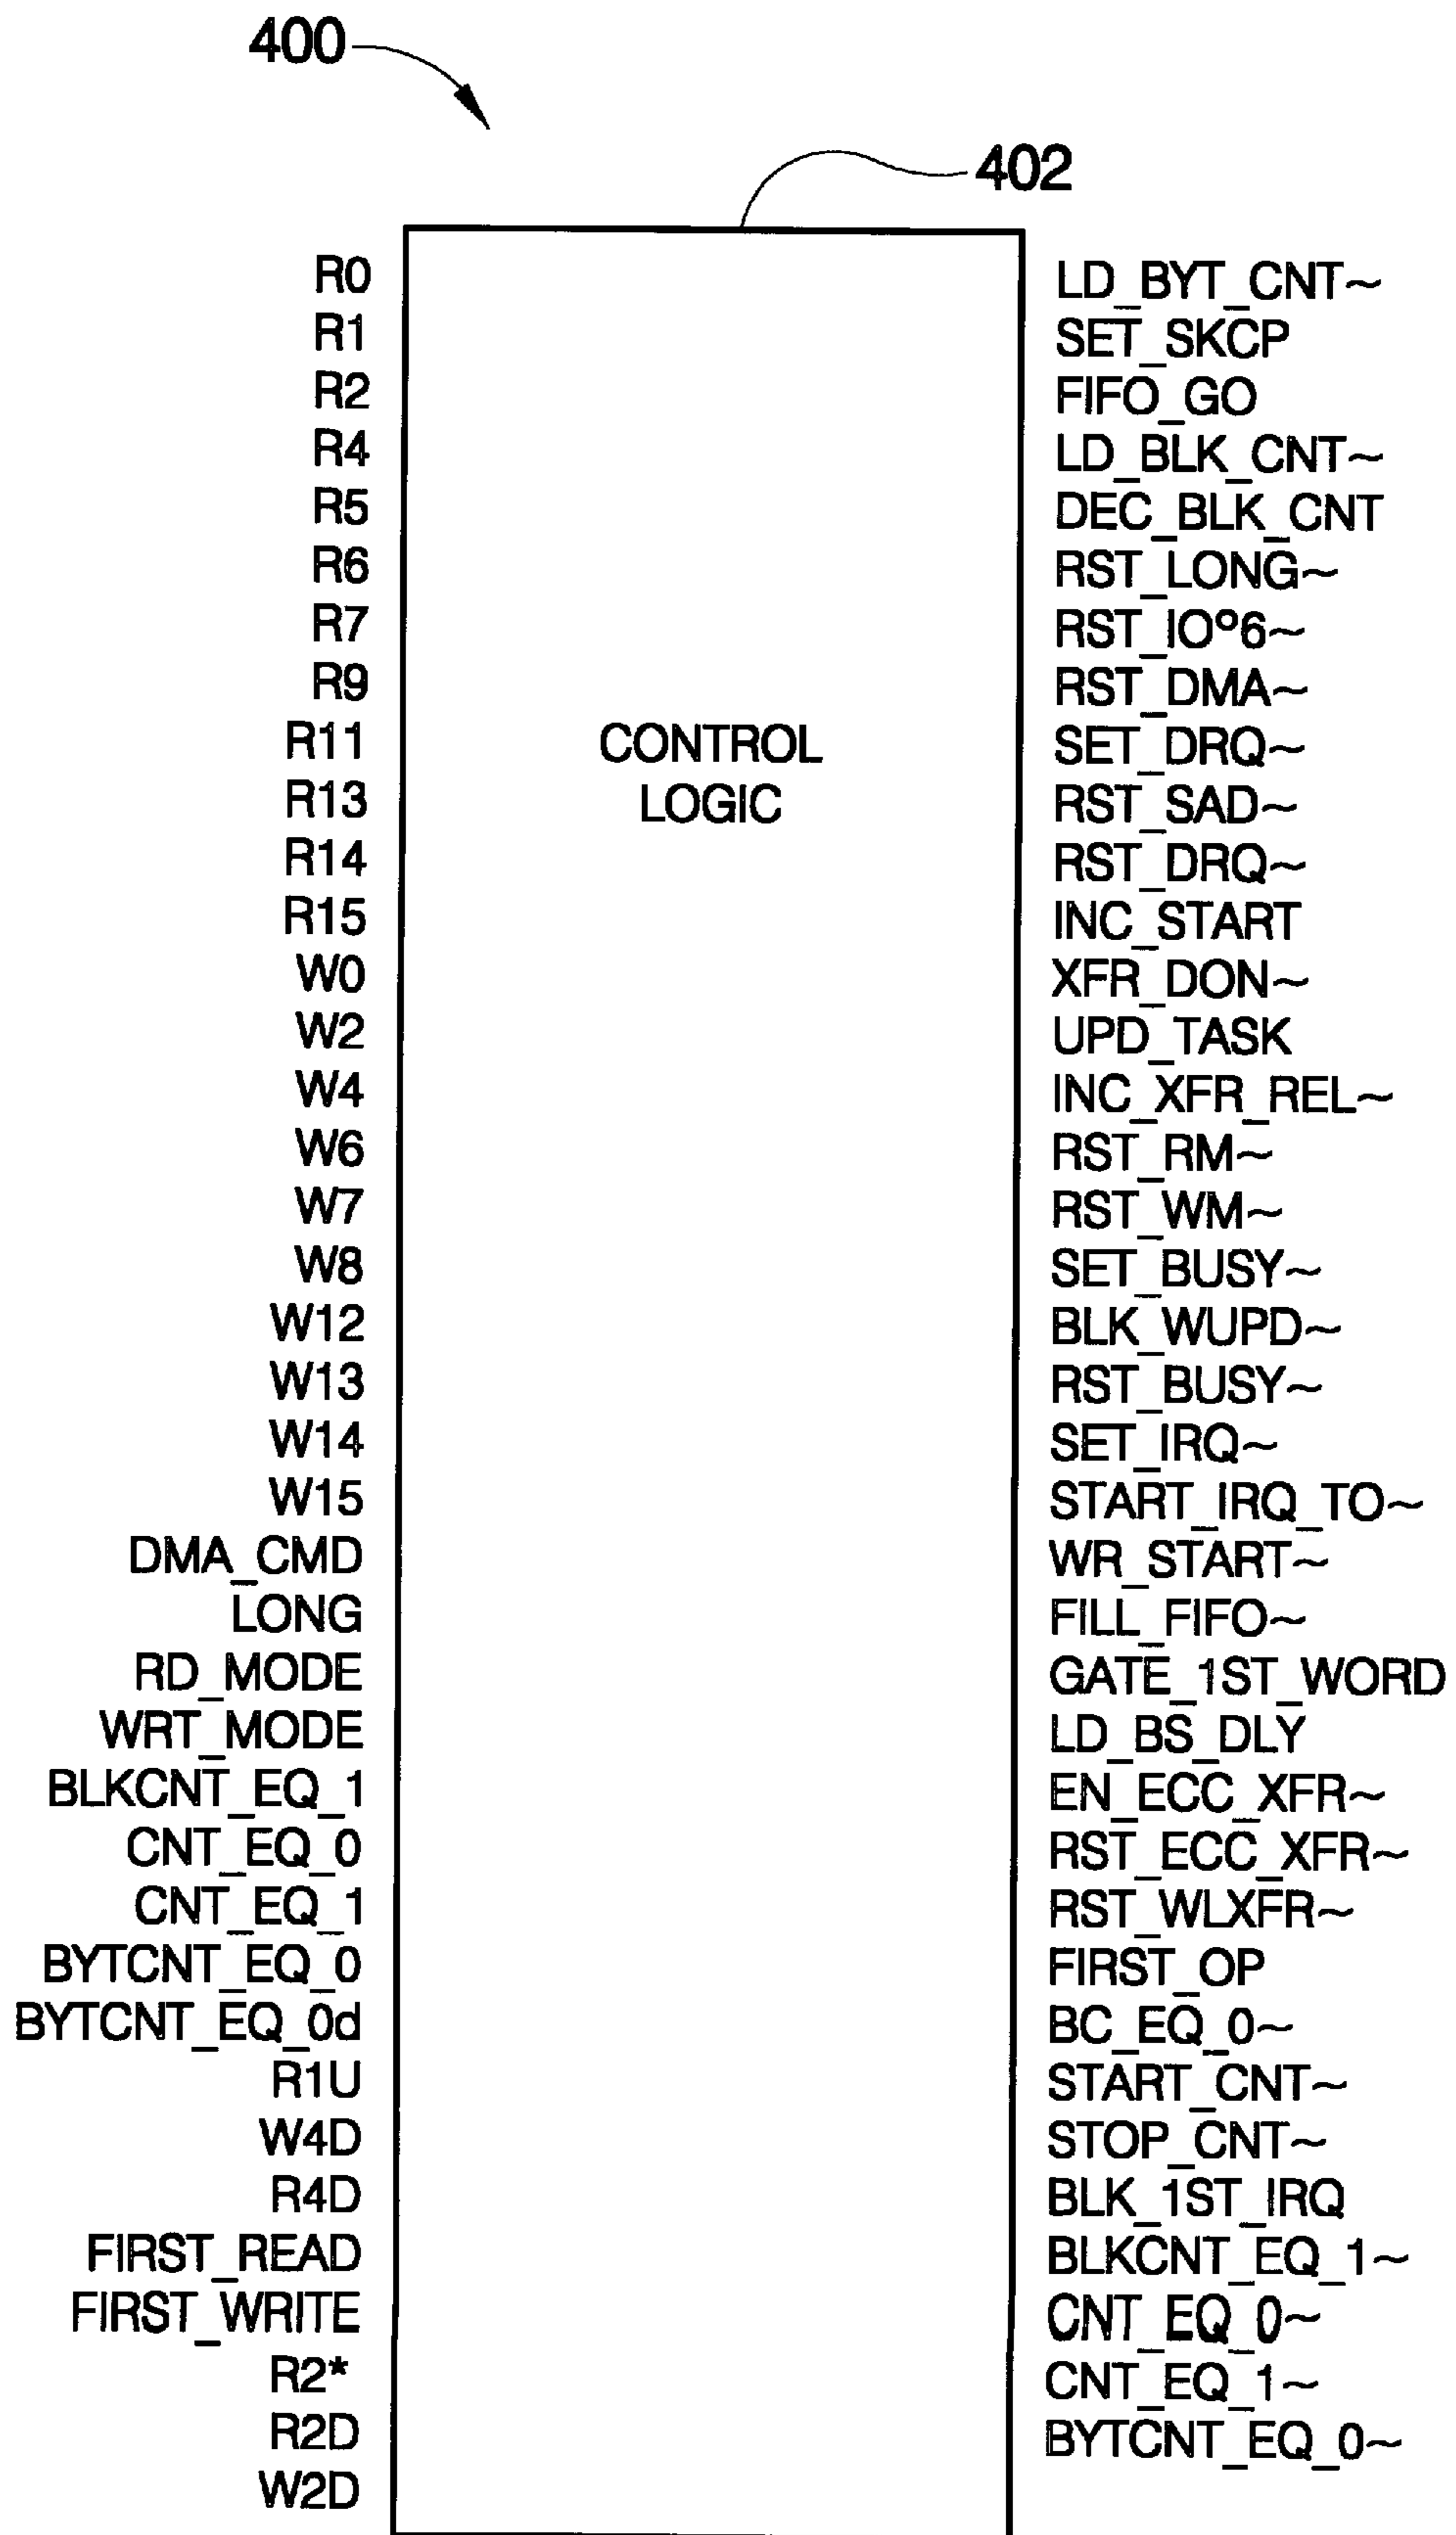 400
402
R0
R1
R2
R4
R5
R6
R7
R9
R11
R13
R14
R15
W0
W2
W4
W6
W7
W8
W12
W13
W14
W15
DMA_CMD
LONG
RD_MODE
WRT_MODE
BLKCNT_EQ_1
CNT_EQ_0
CNT_EQ_1
BYTCNT_EQ_0
BYTCNT_EQ_0d
R1U
W4D
R4D
FIRST_READ
FIRST_WRITE
R2*
R2D
W2D
CONTROL
LOGIC
LD_BYT_CNT~
SET_SKCP
FIFO_GO
LD_BLK_CNT~
DEC_BLK_CNT
RST_LONG~
RST_IO°6~
RST_DMA~
SET_DRQ~
RST_SAD~
RST_DRQ~
INC_START
XFR_DON~
UPD_TASK
INC_XFR_REL~
RST_RM~
RST_WM~
SET_BUSY~
BLK_WUPD~
RST_BUSY~
SET_IRQ~
START_IRQ_TO~
WR_START~
FILL_FIFO~
GATE_1ST_WORD
LD_BS_DLY
EN_ECC_XFR~
RST_ECC_XFR~
RST_WLXFR~
FIRST_OP
BC_EQ_0~
START_CNT~
STOP_CNT~
BLK_1ST_IRQ
BLKCNT_EQ_1~
CNT_EQ_0~
CNT_EQ_1~
BYTCNT_EQ_0~